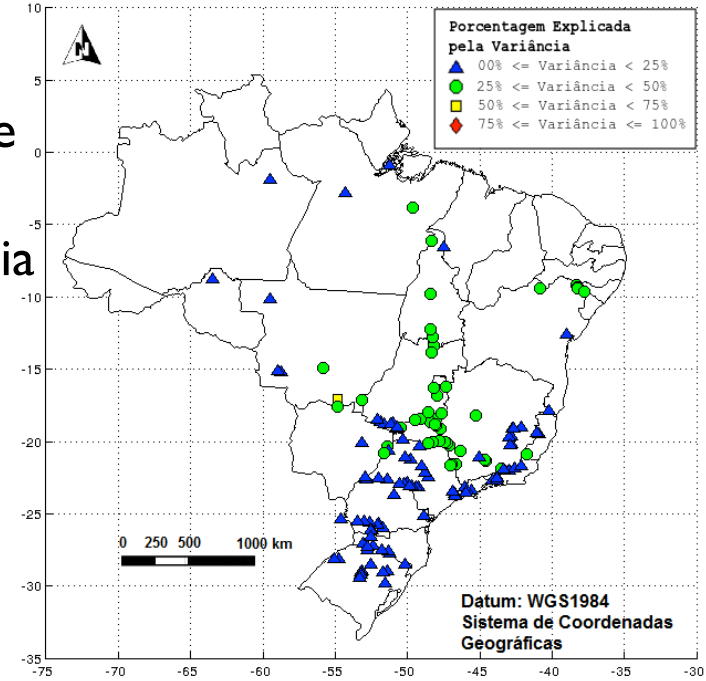 e
ia
N
Porcentagem Explicada
pela Variância
00% <= Variância < 25%
25% <= Variância < 50%
50% <= Variância < 75%
75% <= Variância <= 100%
10
5
0
-5
-10
-15
-20
-25
-30
-35
0 250 500 1000 km
Datum: WGS1984
Sistema de Coordenadas
Geográficas
-75 -70 -65 -60 -55 -50 -45 -40 -35 -30